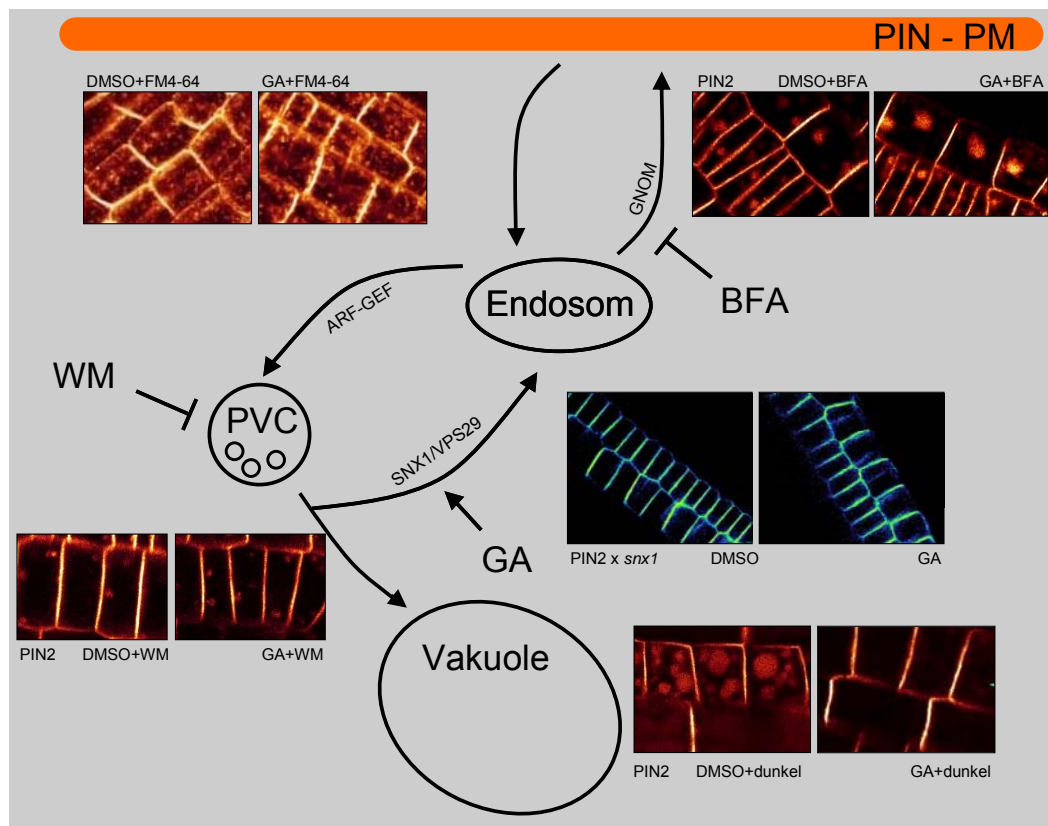 PIN - PM
DMSO+FM4-64 GA+FM4-64
PIN2 DMSO+BFA GA+BFA
GNOM
Endosom
BFA
ARF-GEF
WM
PVC
SNX1/VPS29
GA
PIN2 x snx1 DMSO GA
PIN2 DMSO+WM GA+WM
Vakuole
PIN2 DMSO+dunkel GA+dunkel